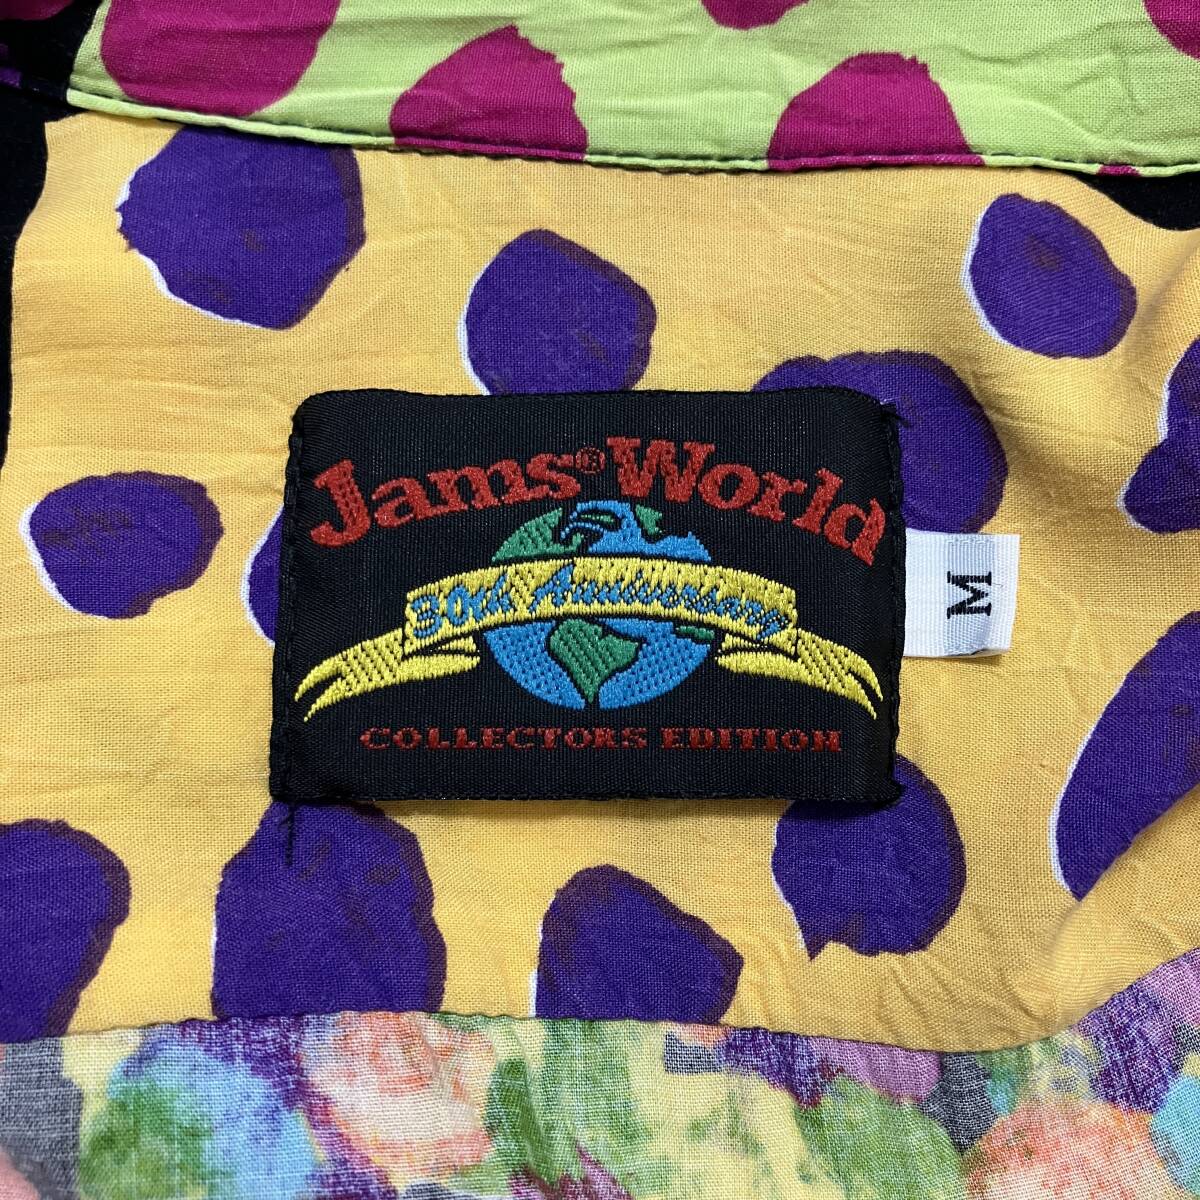 Jams® World
30th Anniversary
COLLECTORS EDITION
M